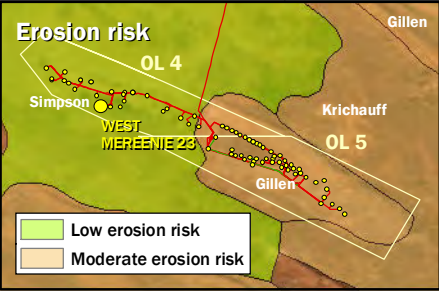 Erosion risk
Gillen
OL 4
Simpson
Krichauff
WEST
MEREENIE 23
OL 5
Gillen
Low erosion risk
Moderate erosion risk